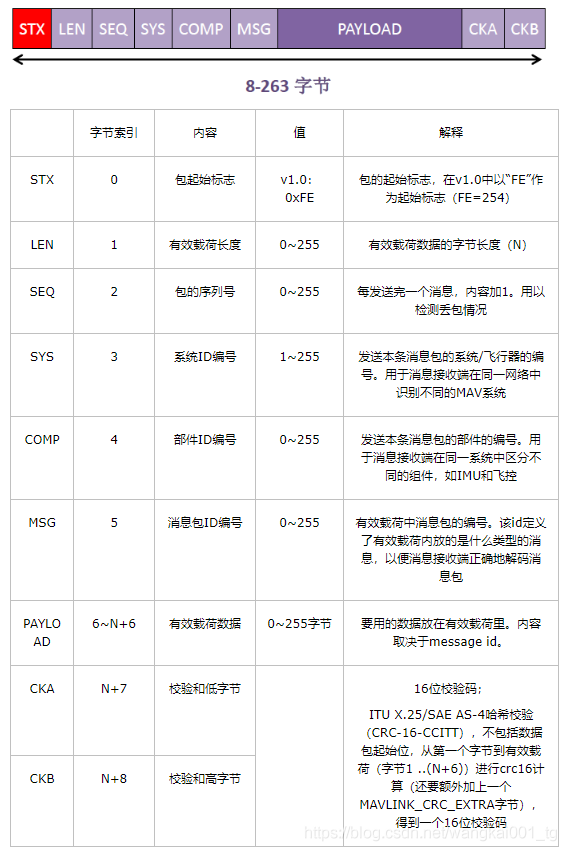 STX LEN SEQ SYS COMP MSG PAYLOAD CKA CKB
8-263 字节
字节索引 内容 值 解释
STX 0 包起始标志 v1.0：
0xFE 包的起始标志，在v1.0中以“FE”作
为起始标志（FE=254）
LEN 1 有效载荷长度 0~255 有效载荷数据的字节长度（N）
SEQ 2 包的序列号 0~255 每发送完一个消息，内容加1。用以
检测丢包情况
SYS 3 系统ID编号 1~255 发送本条消息包的系统/飞行器的编
号。用于消息接收端在同一网络中
识别不同的MAV系统
COMP 4 部件ID编号 0~255 发送本条消息包的部件的编号。用
于消息接收端在同一系统中区分不
同的组件，如IMU和飞控
MSG 5 消息包ID编号 0~255 有效载荷中消息包的编号。该id定义
了有效载荷内放的是什么类型的消
息，以便消息接收端正确地解码消
息包
PAYLO
AD 6~N+6 有效载荷数据 0~255字节 要用的数据放在有效载荷里。内容
取决于message id。
CKA N+7 校验和低字节 16位校验码；
ITU X.25/SAE AS-4哈希校验
（CRC-16-CCITT），不包括数据
包起始位，从第一个字节到有效载
荷（字节1 ..(N+6)）进行crc16计
算（还要额外加上一个
MAVLINK_CRC_EXTRA字节），
得到一个16位校验码
CKB N+8 校验和高字节
https://blog.csdn.net/wangkai001_tg